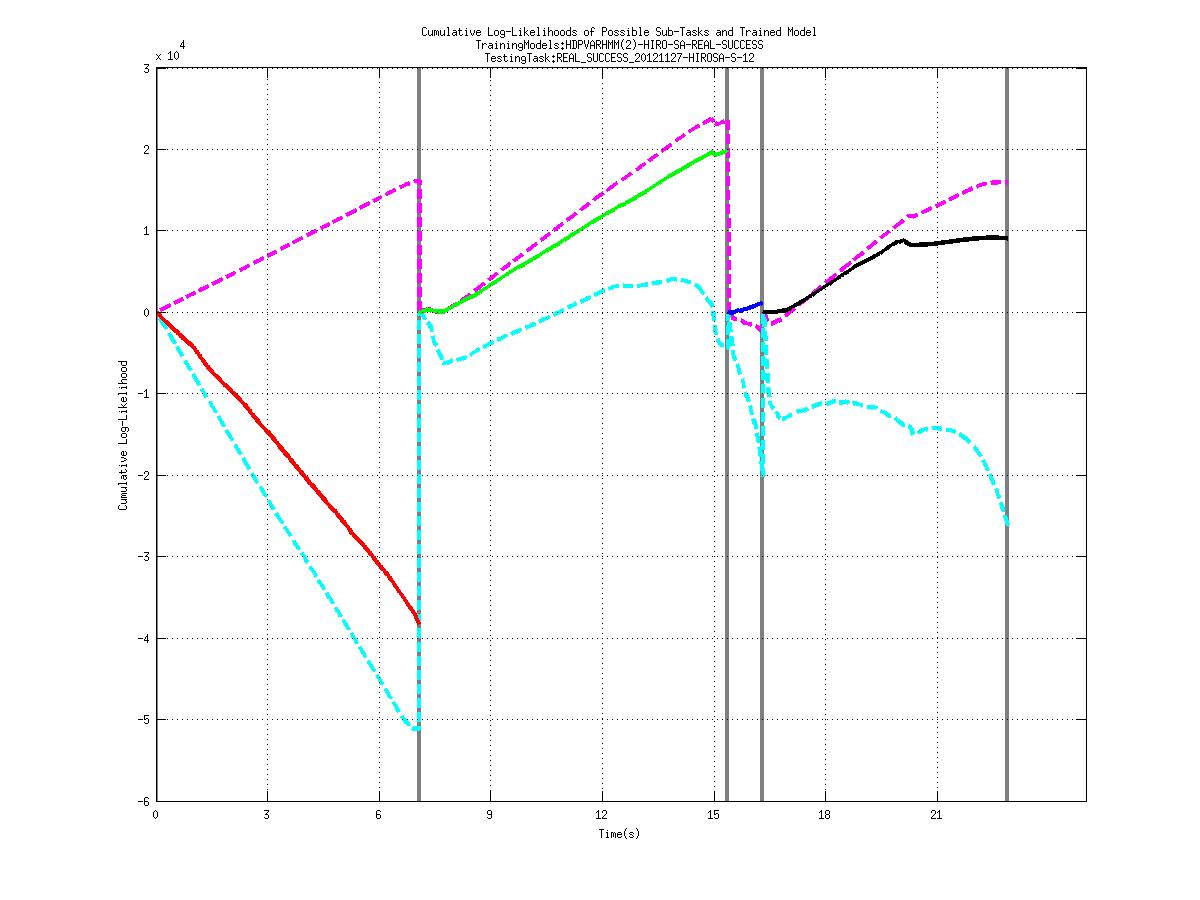 Cumulative Log-Likelihoods of Possible Sub-Tasks and Trained Model
TrainingModels:HDPVARHMM(2)-HIRO-SA-REAL-SUCCESS
TestingTask:REAL_SUCCESS_20121127-HIROSA-S-12
x 10^4
3
2
1
0
-1
-2
-3
-4
-5
-6
Cumulative Log-Likelihood
0 3 6 9 12 15 18 21
Time(s)